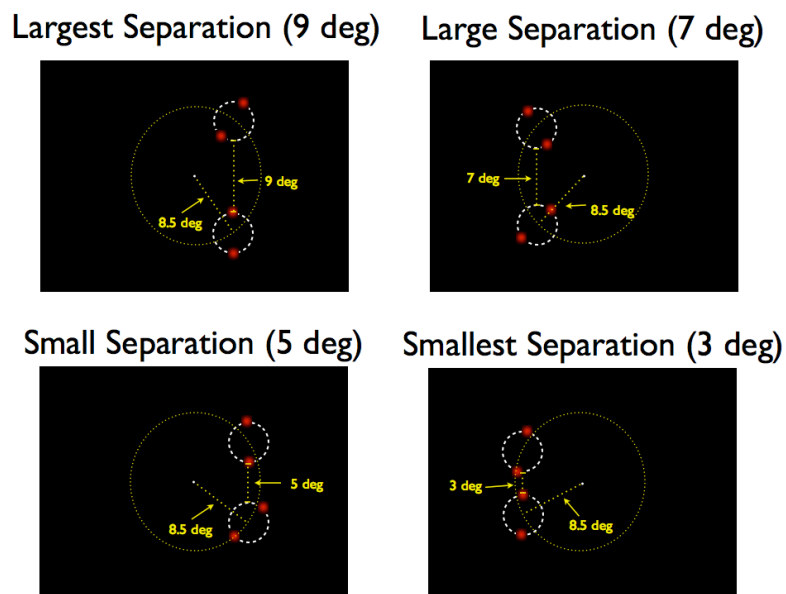 Largest Separation (9 deg)
Large Separation (7 deg)
9 deg
8.5 deg
7 deg
8.5 deg
Small Separation (5 deg)
Smallest Separation (3 deg)
5 deg
8.5 deg
3 deg
8.5 deg